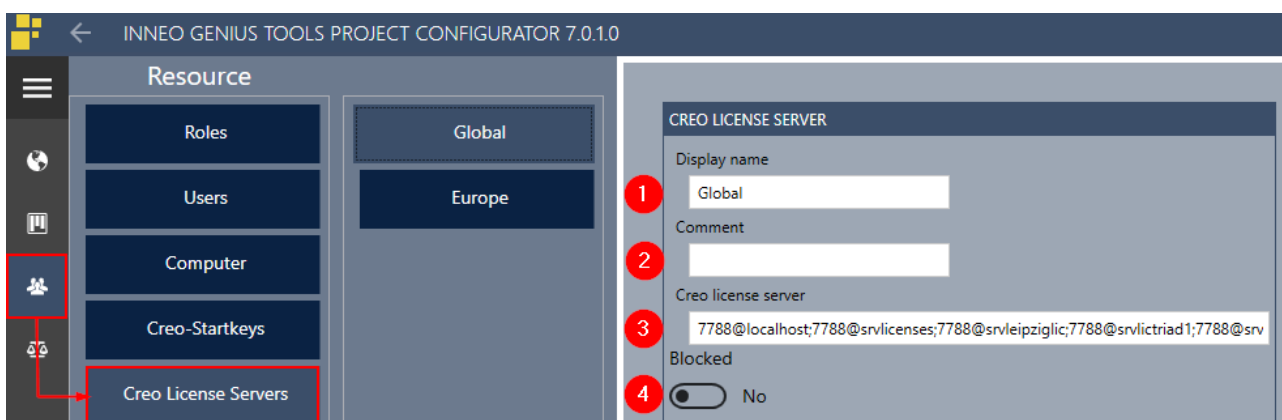 INNEO GENIUS TOOLS PROJECT CONFIGURATOR 7.0.1.0
Resource
Roles
Users
Computer
Creo-Startkeys
Creo License Servers
Global
Europe
CREO LICENSE SERVER
Display name
1 Global
Comment
2
Creo license server
3 7788@localhost;7788@srvlicenses;7788@srvleipziglic;7788@srvlictriad1;7788@srv
Blocked
4 No